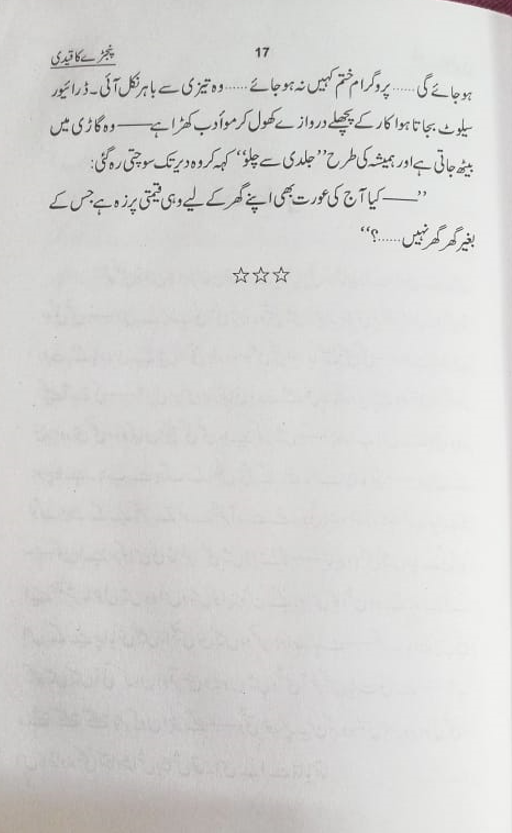 17
پنجڑے کا قیدی
ہو جائے گی...... پروگرام ختم کہیں نہ ہو جائے...... وہ تیزی سے باہر نکل آئی۔ ڈرائیور
سیلوٹ بجاتا ہوا کار کے پچھلے دروازے کھول کر مؤدب کھڑا ہے—— وہ گاڑی میں
بیٹھ جاتی ہے اور ہمیشہ کی طرح ”جلدی سے چلو“ کہہ کر وہ دیر تک سوچتی رہ گئی:
”—— کیا آج کی عورت بھی اپنے گھر کے لیے وہی قیمتی پرزہ ہے جس کے
بغیر گھر گھر نہیں......؟“
☆☆☆